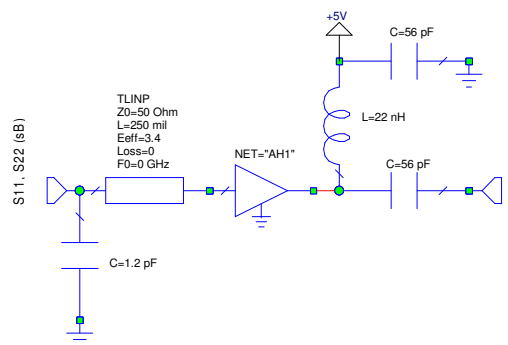 +5V
C=56 pF
TLINP
Z0=50 Ohm
L=250 mil
Eeff=3.4
Loss=0
F0=0 GHz
L=22 nH
S11, S22 (sB)
NET="AH1"
C=56 pF
C=1.2 pF